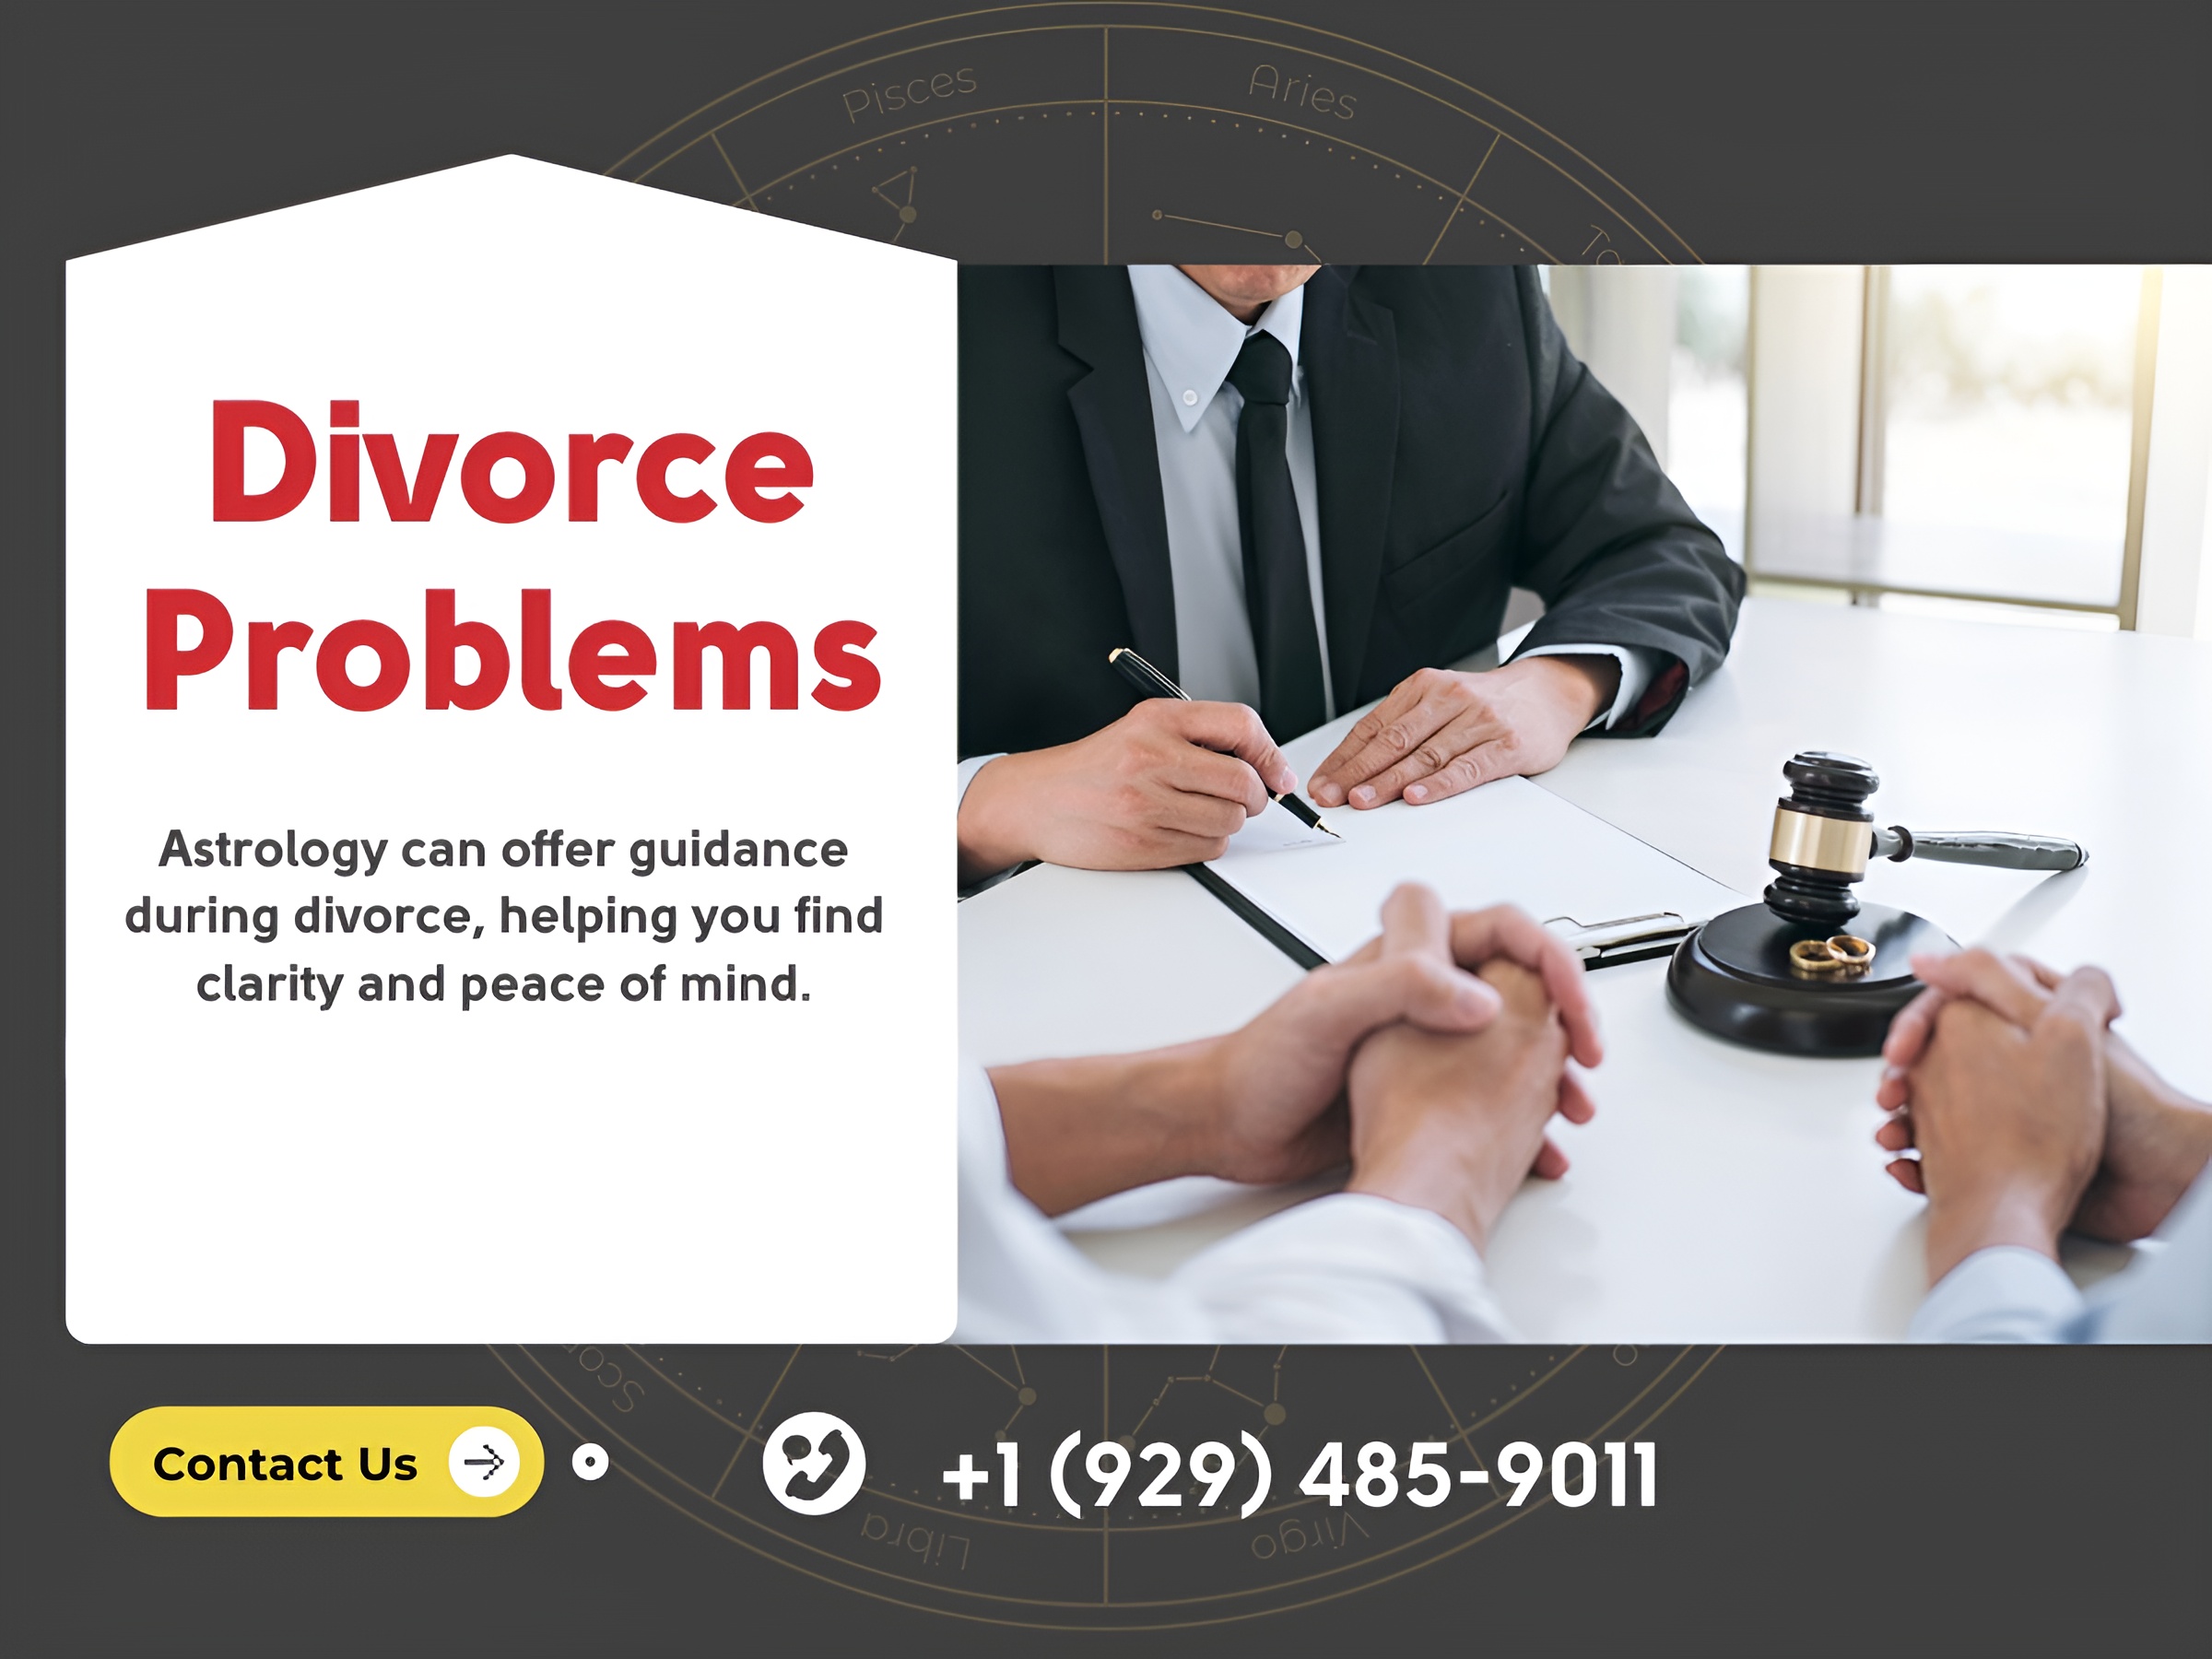 Pisces
Aries
Divorce
Problems
Astrology can offer guidance
during divorce, helping you find
clarity and peace of mind.
Contact Us
+1 (929) 485-9011
Libra
Virgo